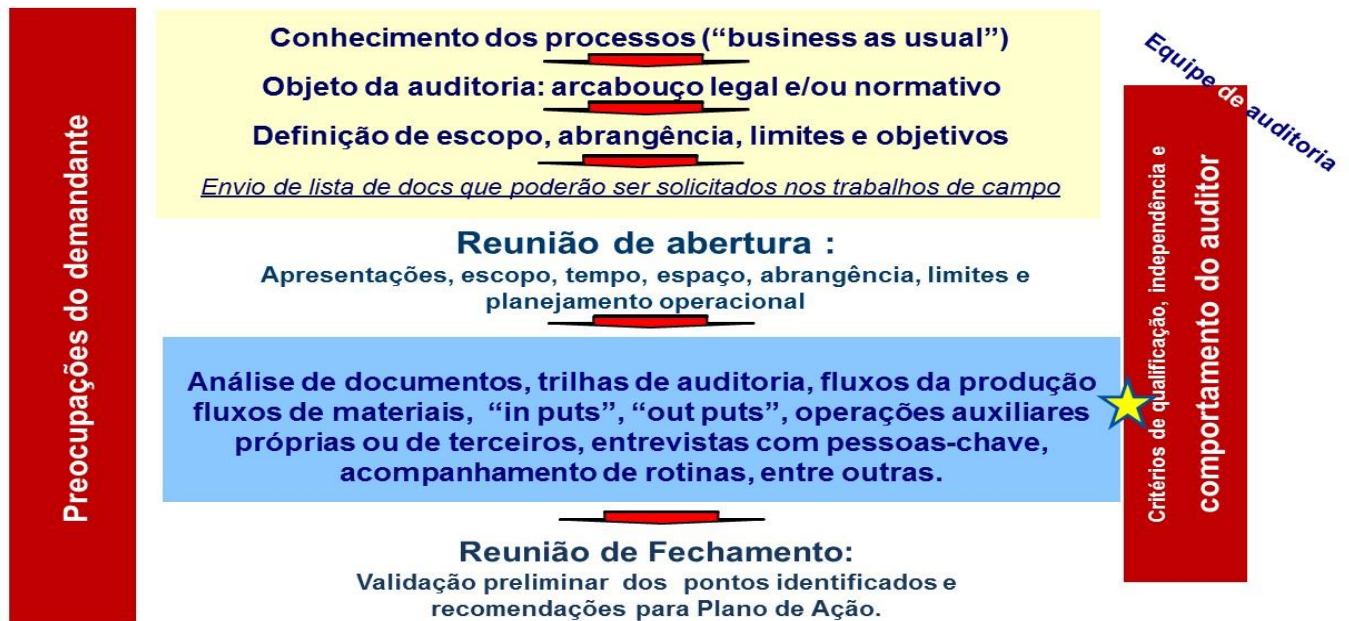 Preocupações do demandante
Conhecimento dos processos (“business as usual”)
Objeto da auditoria: arcabouço legal e/ou normativo
Definição de escopo, abrangência, limites e objetivos
Envio de lista de docs que poderão ser solicitados nos trabalhos de campo
Reunião de abertura :
Apresentações, escopo, tempo, espaço, abrangência, limites e
planejamento operacional
Análise de documentos, trilhas de auditoria, fluxos da produção
fluxos de materiais, “in puts”, “out puts”, operações auxiliares
próprias ou de terceiros, entrevistas com pessoas-chave,
acompanhamento de rotinas, entre outras.
Reunião de Fechamento:
Validação preliminar dos pontos identificados e
recomendações para Plano de Ação.
Equipe de auditoria
Critérios de qualificação, independência e
comportamento do auditor